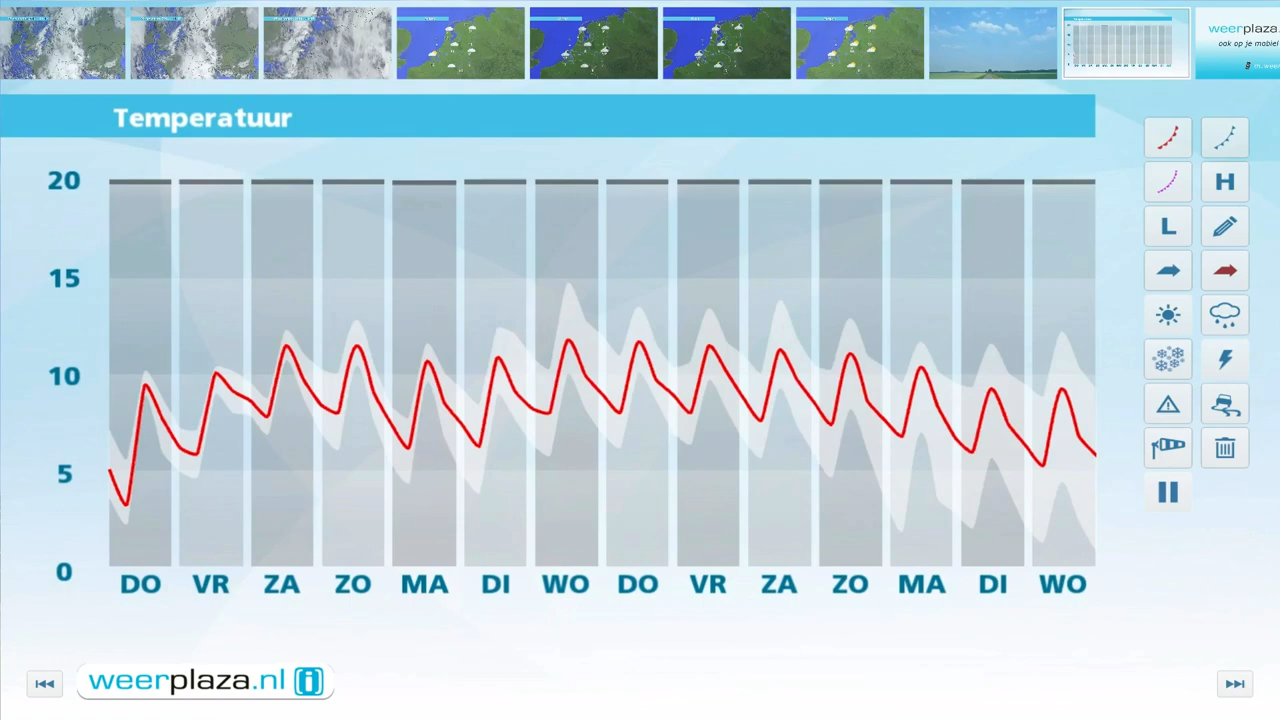 weerplaza.
ook op je mobiel
Temperatuur
20
15
10
5
0
DO VR ZA ZO MA DI WO DO VR ZA ZO MA DI WO
H
L
weerplaza.nl i